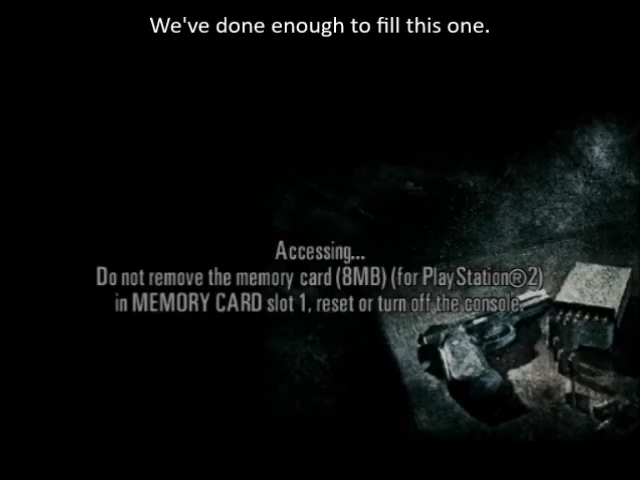 We've done enough to fill this one.
Accessing...
Do not remove the memory card (8MB) (for PlayStation®2)
in MEMORY CARD slot 1, reset or turn off the console.